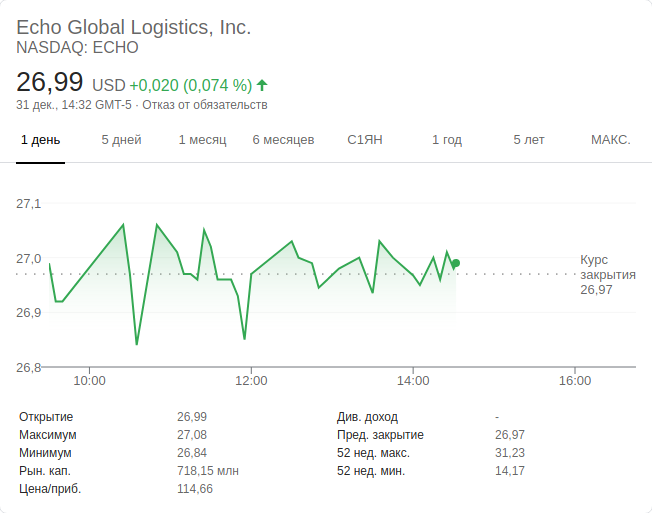 Echo Global Logistics, Inc.
NASDAQ: ECHO
26,99 USD +0,020 (0,074 %)
31 дек., 14:32 GMT-5 · Отказ от обязательств
1 день 5 дней 1 месяц 6 месяцев С1ЯН 1 год 5 лет МАКС.
27,1
27,0
26,9
26,8
Курс
закрытия
26,97
10:00 12:00 14:00 16:00
Открытие 26,99 Див. доход -
Максимум 27,08 Пред. закрытие 26,97
Минимум 26,84 52 нед. макс. 31,23
Рын. кап. 718,15 млн 52 нед. мин. 14,17
Цена/приб. 114,66